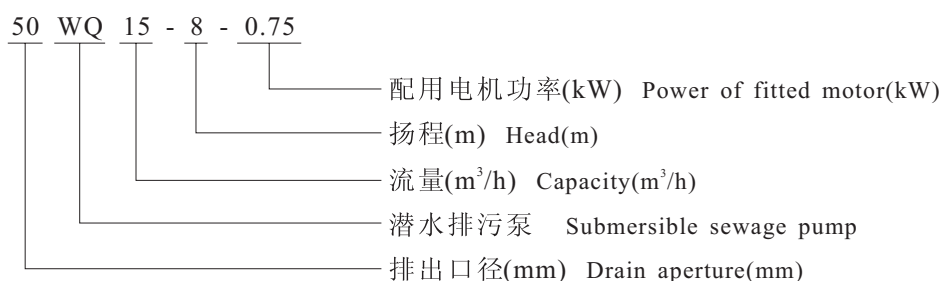 50 WQ 15 - 8 - 0.75
配用电机功率(kW) Power of fitted motor(kW)
扬程(m) Head(m)
流量(m³/h) Capacity(m³/h)
潜水排污泵 Submersible sewage pump
排出口径(mm) Drain aperture(mm)